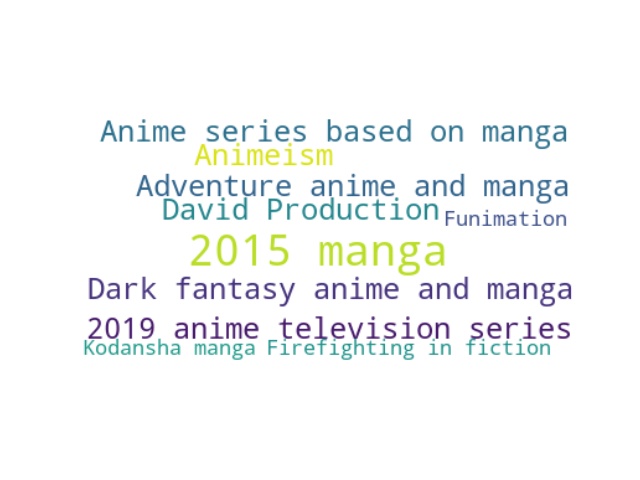 Anime series based on manga
Animeism
Adventure anime and manga
David Production
Funimation
2015 manga
Dark fantasy anime and manga
2019 anime television series
Kodansha manga
Firefighting in fiction